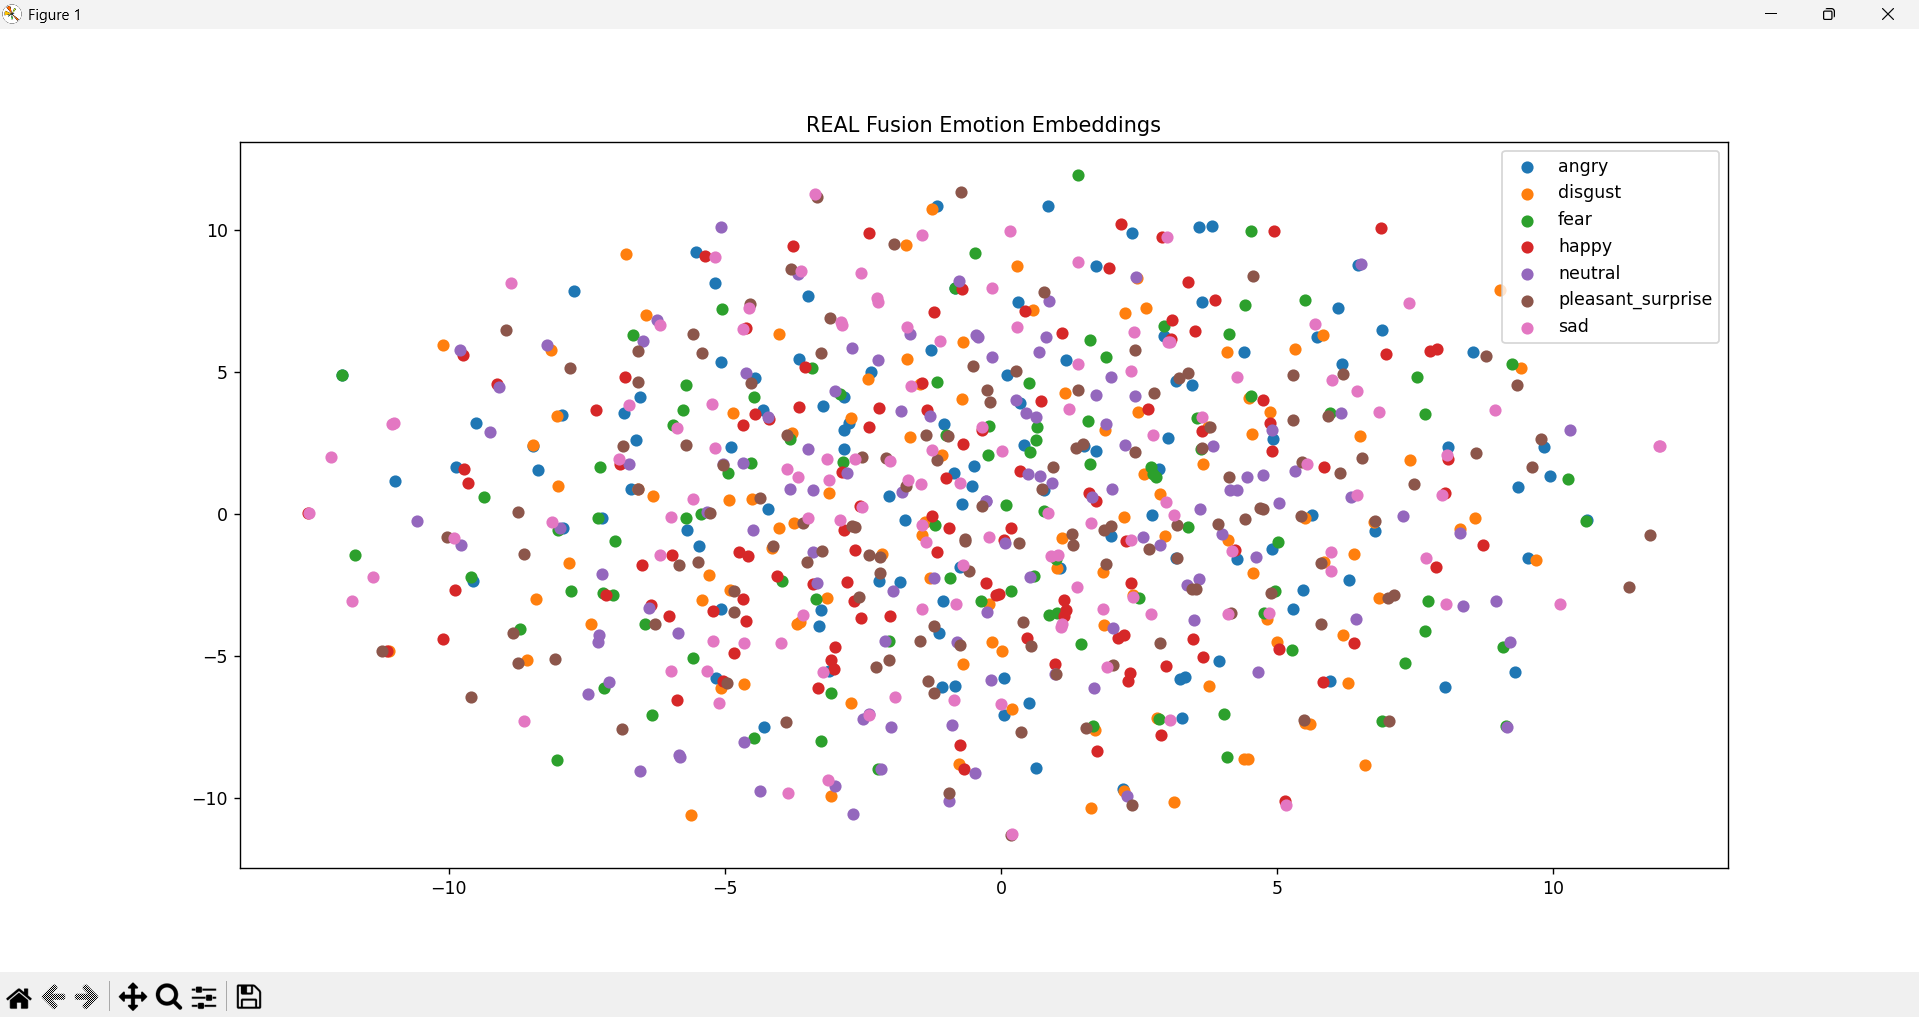 Figure 1
REAL Fusion Emotion Embeddings
angry
disgust
fear
happy
neutral
pleasant_surprise
sad
10
5
0
−5
−10
−10
−5
0
5
10